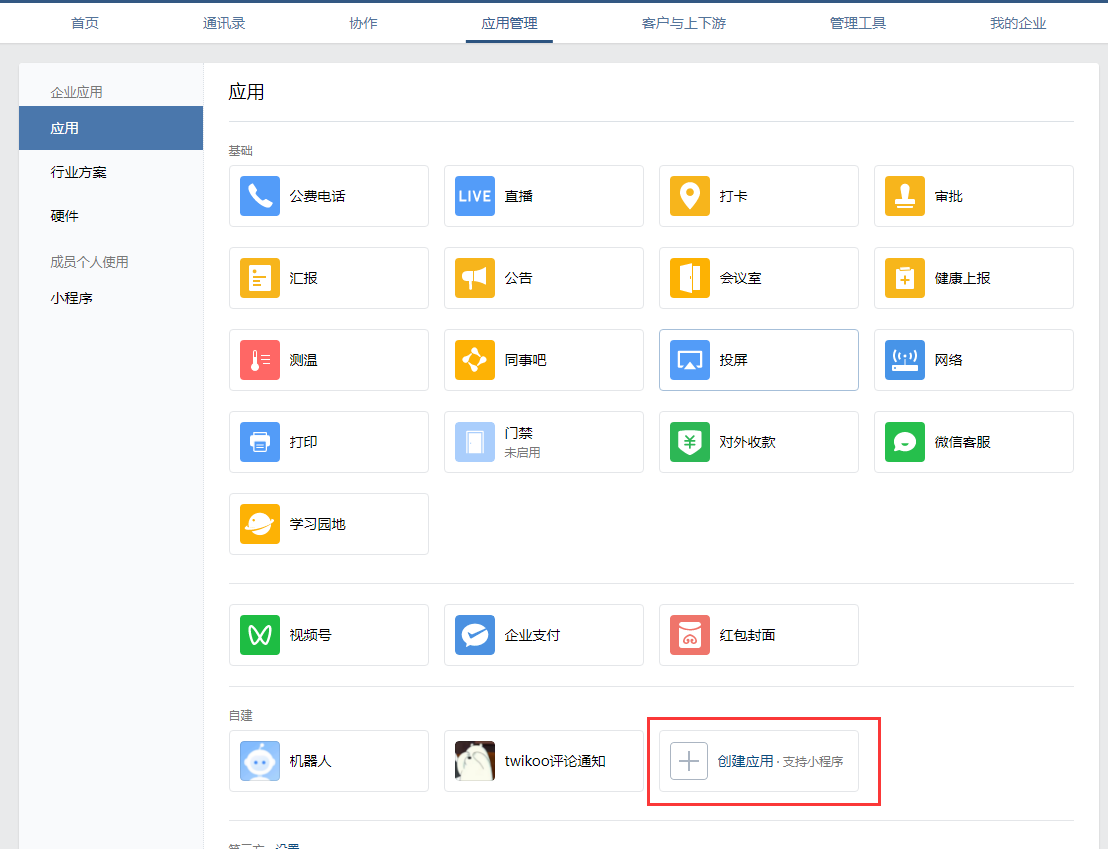 首页 通讯录 协作 应用管理 客户与上下游 管理工具 我的企业
企业应用
应用
行业方案
硬件
成员个人使用
小程序
应用
基础
公费电话 LIVE 直播 打卡 审批
汇报 公告 会议室 健康上报
测温 同事吧 投屏 网络
打印 门禁 未启用 对外收款 微信客服
学习园地
视频号 企业支付 红包封面
自建
机器人 twikoo评论通知 创建应用 · 支持小程序
第三方 设置